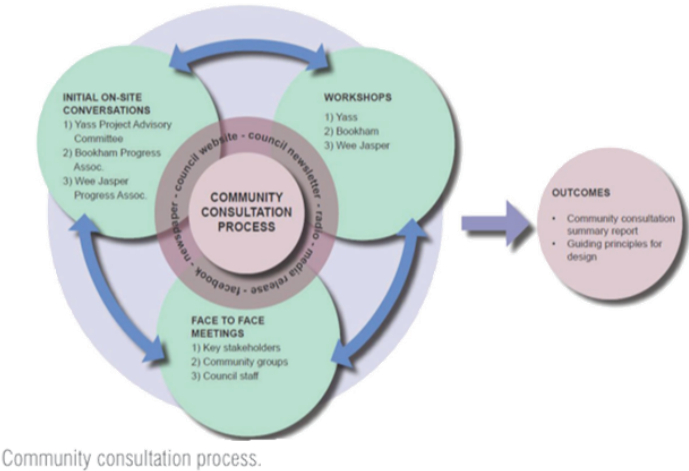 INITIAL ON-SITE
CONVERSATIONS
1) Yass Project Advisory
Committee
2) Bookham Progress
Assoc.
3) Wee Jasper
Progress Assoc.
WORKSHOPS
1) Yass
2) Bookham
3) Wee Jasper
newspaper - council website - council newsletter - radio - media release - facebook -
COMMUNITY
CONSULTATION
PROCESS
FACE TO FACE
MEETINGS
1) Key stakeholders
2) Community groups
3) Council staff
OUTCOMES
• Community consultation
summary report
• Guiding principles for
design
Community consultation process.